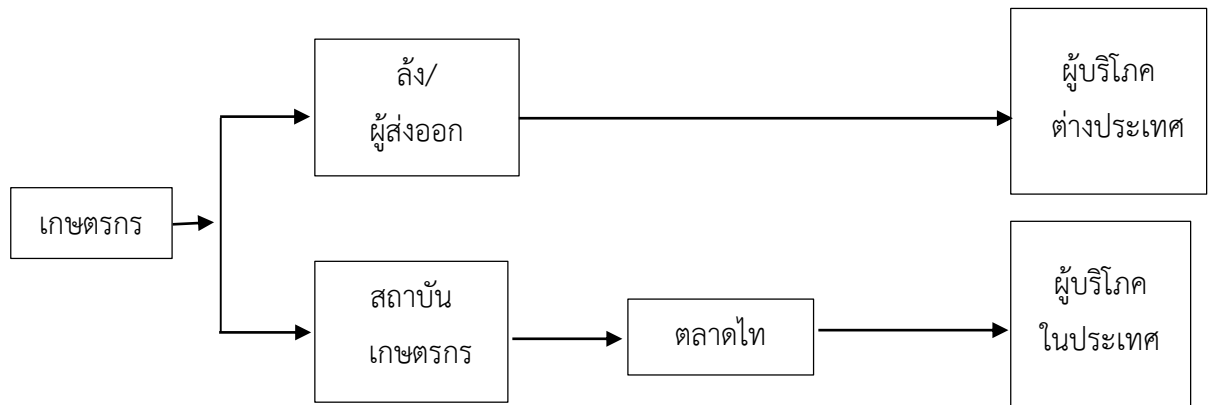 ล้ง/
ผู้ส่งออก
ผู้บริโภค
ต่างประเทศ
เกษตรกร
สถาบัน
เกษตรกร
ตลาดไท
ผู้บริโภค
ในประเทศ